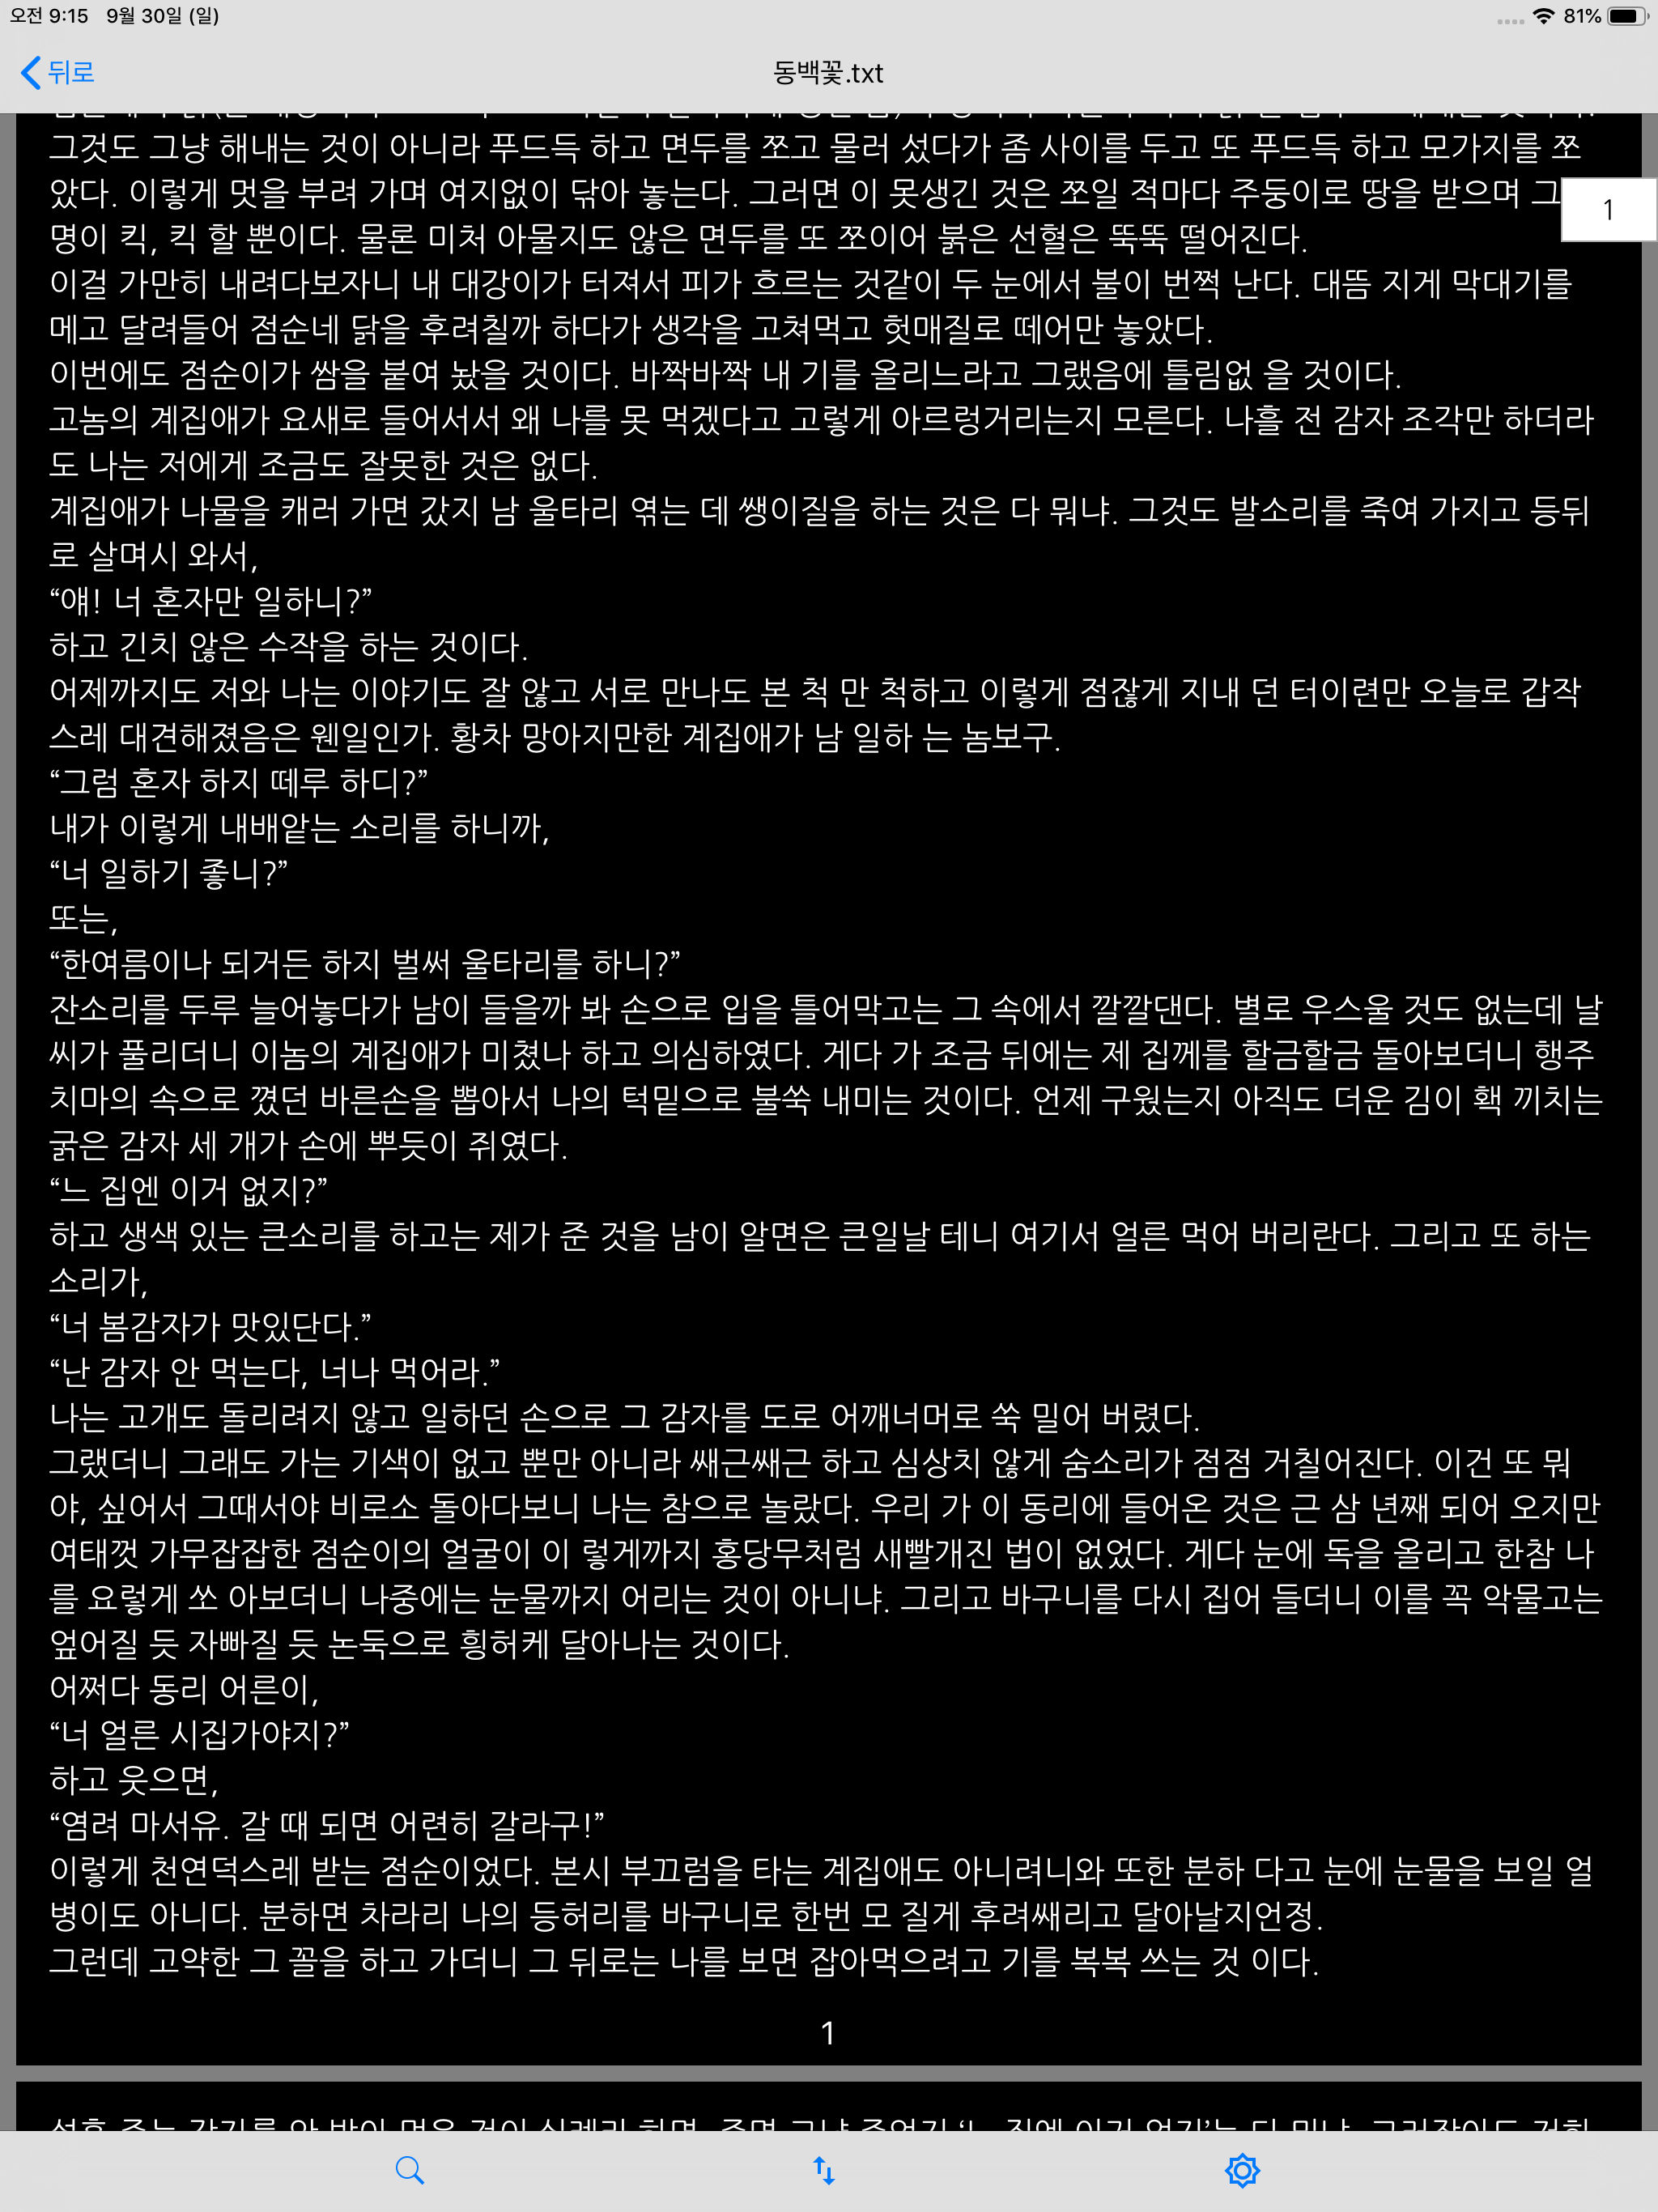 오전 9:15 9월 30일 (일)
81%
뒤로
동백꽃.txt
그것도 그냥 해내는 것이 아니라 푸드득 하고 면두를 쪼고 물러 섰다가 좀 사이를 두고 또 푸드득 하고 모가지를 쪼
았다. 이렇게 멋을 부려 가며 여지없이 닦아 놓는다. 그러면 이 못생긴 것은 쪼일 적마다 주둥이로 땅을 받으며 그
1
명이 킥, 킥 할 뿐이다. 물론 미처 아물지도 않은 면두를 또 쪼이어 붉은 선혈은 뚝뚝 떨어진다.
이걸 가만히 내려다보자니 내 대강이가 터져서 피가 흐르는 것같이 두 눈에서 불이 번쩍 난다. 대뜸 지게 막대기를
메고 달려들어 점순네 닭을 후려칠까 하다가 생각을 고쳐먹고 헛매질로 떼어만 놓았다.
이번에도 점순이가 쌈을 붙여 놨을 것이다. 바짝바짝 내 기를 올리느라고 그랬음에 틀림없 을 것이다.
고놈의 계집애가 요새로 들어서서 왜 나를 못 먹겠다고 고렇게 아르렁거리는지 모른다. 나흘 전 감자 조각만 하더라
도 나는 저에게 조금도 잘못한 것은 없다.
계집애가 나물을 캐러 가면 갔지 남 울타리 엮는 데 쌩이질을 하는 것은 다 뭐냐. 그것도 발소리를 죽여 가지고 등뒤
로 살며시 와서,
“얘! 너 혼자만 일하니?”
하고 긴치 않은 수작을 하는 것이다.
어제까지도 저와 나는 이야기도 잘 않고 서로 만나도 본 척 만 척하고 이렇게 점잖게 지내 던 터이련만 오늘로 갑작
스레 대견해졌음은 웬일인가. 황차 망아지만한 계집애가 남 일하 는 놈보구.
“그럼 혼자 하지 떼루 하디?”
내가 이렇게 내배앝는 소리를 하니까,
“너 일하기 좋니?”
또는,
“한여름이나 되거든 하지 벌써 울타리를 하니?”
잔소리를 두루 늘어놓다가 남이 들을까 봐 손으로 입을 틀어막고는 그 속에서 깔깔댄다. 별로 우스울 것도 없는데 날
씨가 풀리더니 이놈의 계집애가 미쳤나 하고 의심하였다. 게다 가 조금 뒤에는 제 집께를 할금할금 돌아보더니 행주
치마의 속으로 꼈던 바른손을 뽑아서 나의 턱밑으로 불쑥 내미는 것이다. 언제 구웠는지 아직도 더운 김이 홱 끼치는
굵은 감자 세 개가 손에 뿌듯이 쥐였다.
“느 집엔 이거 없지?”
하고 생색 있는 큰소리를 하고는 제가 준 것을 남이 알면은 큰일날 테니 여기서 얼른 먹어 버리란다. 그리고 또 하는
소리가,
“너 봄감자가 맛있단다.”
“난 감자 안 먹는다, 너나 먹어라.”
나는 고개도 돌리려지 않고 일하던 손으로 그 감자를 도로 어깨너머로 쑥 밀어 버렸다.
그랬더니 그래도 가는 기색이 없고 뿐만 아니라 쌔근쌔근 하고 심상치 않게 숨소리가 점점 거칠어진다. 이건 또 뭐
야, 싶어서 그때서야 비로소 돌아다보니 나는 참으로 놀랐다. 우리 가 이 동리에 들어온 것은 근 삼 년째 되어 오지만
여태껏 가무잡잡한 점순이의 얼굴이 이 렇게까지 홍당무처럼 새빨개진 법이 없었다. 게다 눈에 독을 올리고 한참 나
를 요렇게 쏘 아보더니 나중에는 눈물까지 어리는 것이 아니냐. 그리고 바구니를 다시 집어 들더니 이를 꼭 악물고는
엎어질 듯 자빠질 듯 논둑으로 휭허케 달아나는 것이다.
어쩌다 동리 어른이,
“너 얼른 시집가야지?”
하고 웃으면,
“염려 마서유. 갈 때 되면 어련히 갈라구!”
이렇게 천연덕스레 받는 점순이었다. 본시 부끄럼을 타는 계집애도 아니려니와 또한 분하 다고 눈에 눈물을 보일 얼
병이도 아니다. 분하면 차라리 나의 등허리를 바구니로 한번 모 질게 후려쌔리고 달아날지언정.
그런데 고약한 그 꼴을 하고 가더니 그 뒤로는 나를 보면 잡아먹으려고 기를 복복 쓰는 것 이다.
1